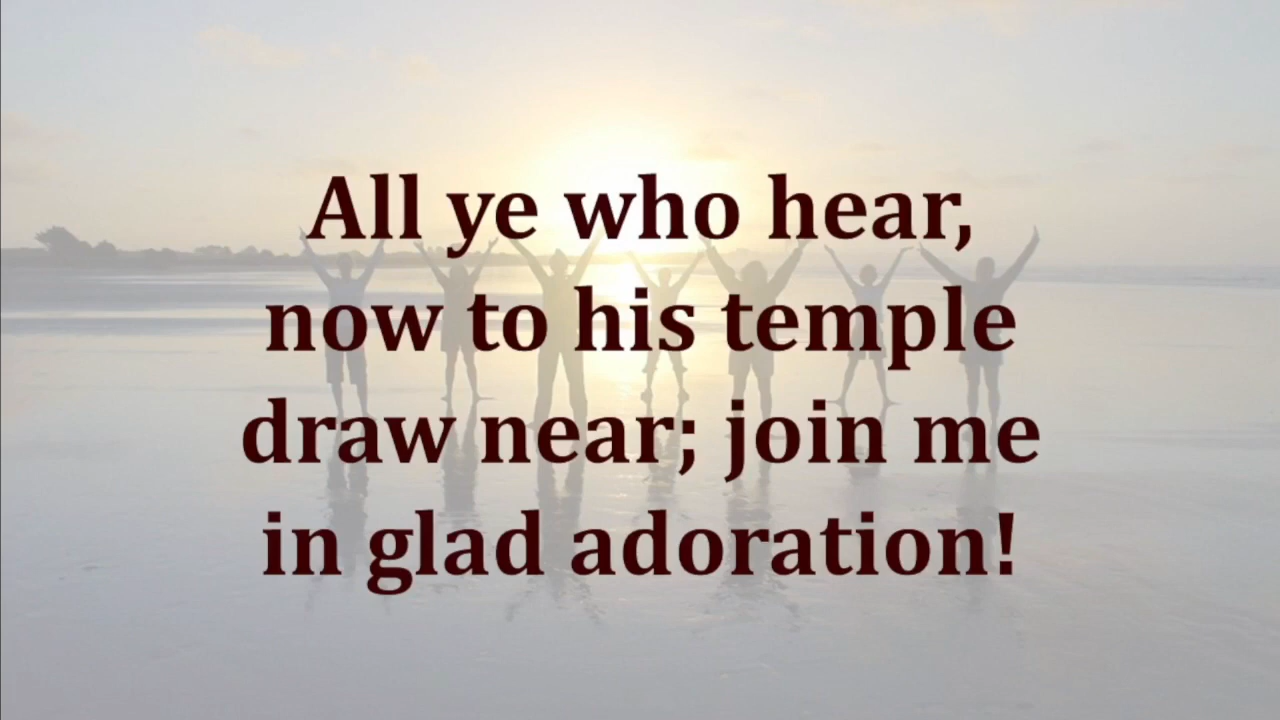 All ye who hear,
now to his temple
draw near; join me
in glad adoration!